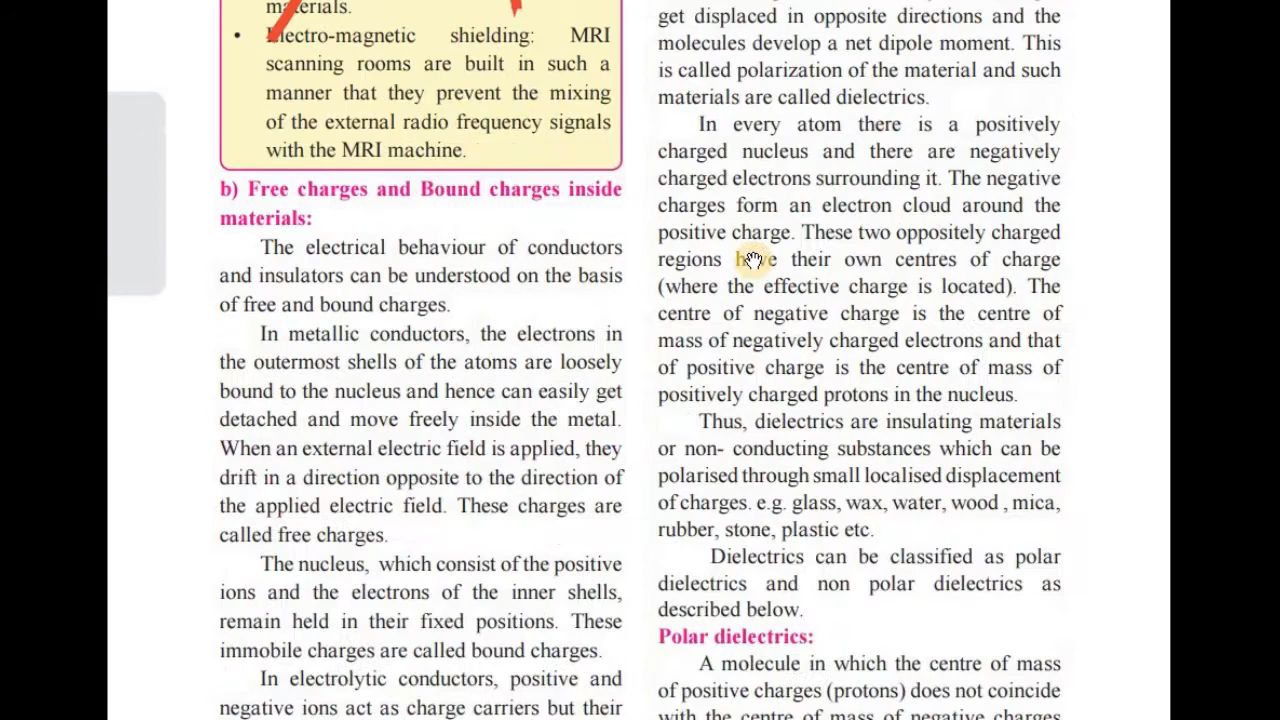 materials.
• Electro-magnetic shielding: MRI
scanning rooms are built in such a
manner that they prevent the mixing
of the external radio frequency signals
with the MRI machine.
b) Free charges and Bound charges inside
materials:
The electrical behaviour of conductors
and insulators can be understood on the basis
of free and bound charges.
In metallic conductors, the electrons in
the outermost shells of the atoms are loosely
bound to the nucleus and hence can easily get
detached and move freely inside the metal.
When an external electric field is applied, they
drift in a direction opposite to the direction of
the applied electric field. These charges are
called free charges.
The nucleus, which consist of the positive
ions and the electrons of the inner shells,
remain held in their fixed positions. These
immobile charges are called bound charges.
In electrolytic conductors, positive and
negative ions act as charge carriers but their
get displaced in opposite directions and the
molecules develop a net dipole moment. This
is called polarization of the material and such
materials are called dielectrics.
In every atom there is a positively
charged nucleus and there are negatively
charged electrons surrounding it. The negative
charges form an electron cloud around the
positive charge. These two oppositely charged
regions have their own centres of charge
(where the effective charge is located). The
centre of negative charge is the centre of
mass of negatively charged electrons and that
of positive charge is the centre of mass of
positively charged protons in the nucleus.
Thus, dielectrics are insulating materials
or non- conducting substances which can be
polarised through small localised displacement
of charges. e.g. glass, wax, water, wood , mica,
rubber, stone, plastic etc.
Dielectrics can be classified as polar
dielectrics and non polar dielectrics as
described below.
Polar dielectrics:
A molecule in which the centre of mass
of positive charges (protons) does not coincide
with the centre of mass of negative charges